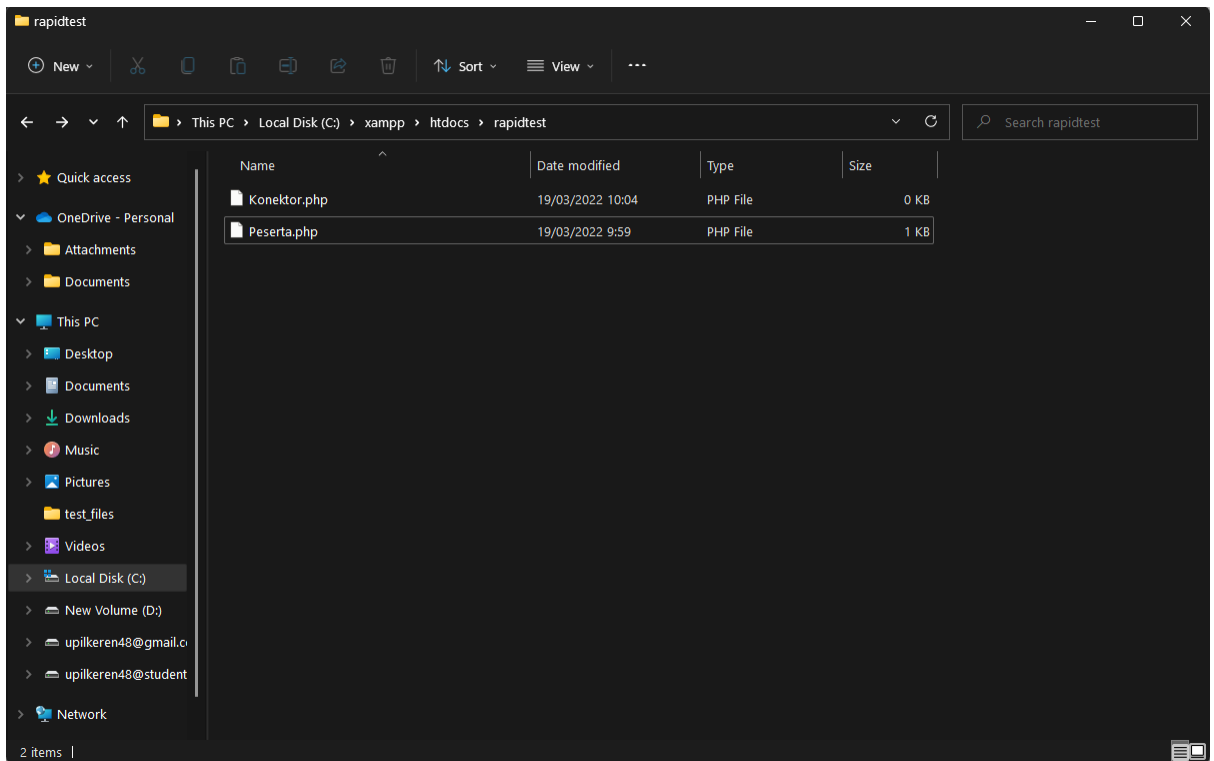 rapidtest
New Sort View
This PC Local Disk (C:) xampp htdocs rapidtest Search rapidtest
Name Date modified Type Size
Konektor.php 19/03/2022 10:04 PHP File 0 KB
Peserta.php 19/03/2022 9:59 PHP File 1 KB
Quick access
OneDrive - Personal
Attachments
Documents
This PC
Desktop
Documents
Downloads
Music
Pictures
test_files
Videos
Local Disk (C:)
New Volume (D:)
upilkeren48@gmail.c
upilkeren48@student
Network
2 items